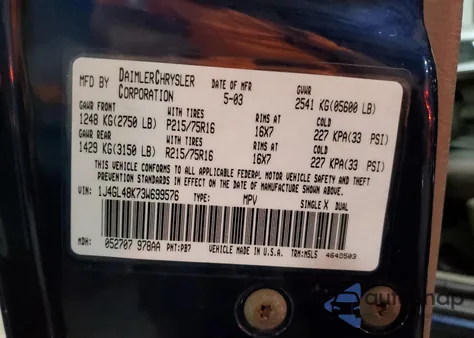 MFD BY DAIMLERCHRYSLER CORPORATION DATE OF MFR 5-03 GVWR 2541 KG(05600 LB)
GAWR FRONT WITH TIRES RIMS AT COLD
1248 KG(2750 LB) P215/75R16 16X7 227 KPA(33 PSI)
GAWR REAR WITH TIRES RIMS AT COLD
1429 KG(3150 LB) R215/75R16 16X7 227 KPA(33 PSI)
THIS VEHICLE CONFORMS TO ALL APPLICABLE FEDERAL MOTOR VEHICLE SAFETY AND THEFT
PREVENTION STANDARDS IN EFFECT ON THE DATE OF MANUFACTURE SHOWN ABOVE.
VIN: 1J4GL48K73W699576 TYPE: MPV SINGLE X DUAL
MDH: 052707 978AA PNT:PB7 VEHICLE MADE IN U.S.A. TRM:MSLS 4648503